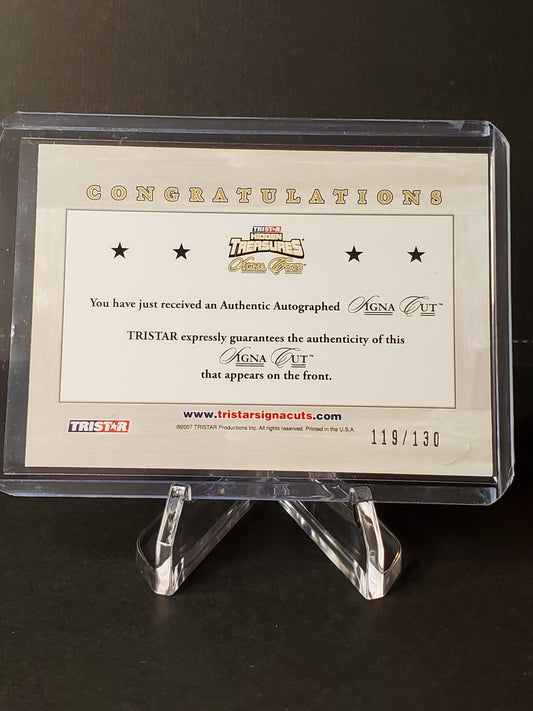 CONGRATULATIONS
TRISTAR
HIDDEN
TREASURES
SIGNA CUTS™
You have just received an Authentic Autographed SIGNA CUT™
TRISTAR expressly guarantees the authenticity of this
SIGNA CUT™
that appears on the front.
www.tristarsignacuts.com
TRISTAR
©2007 TRISTAR Productions Inc. All rights reserved. Printed in the U.S.A.
119/130